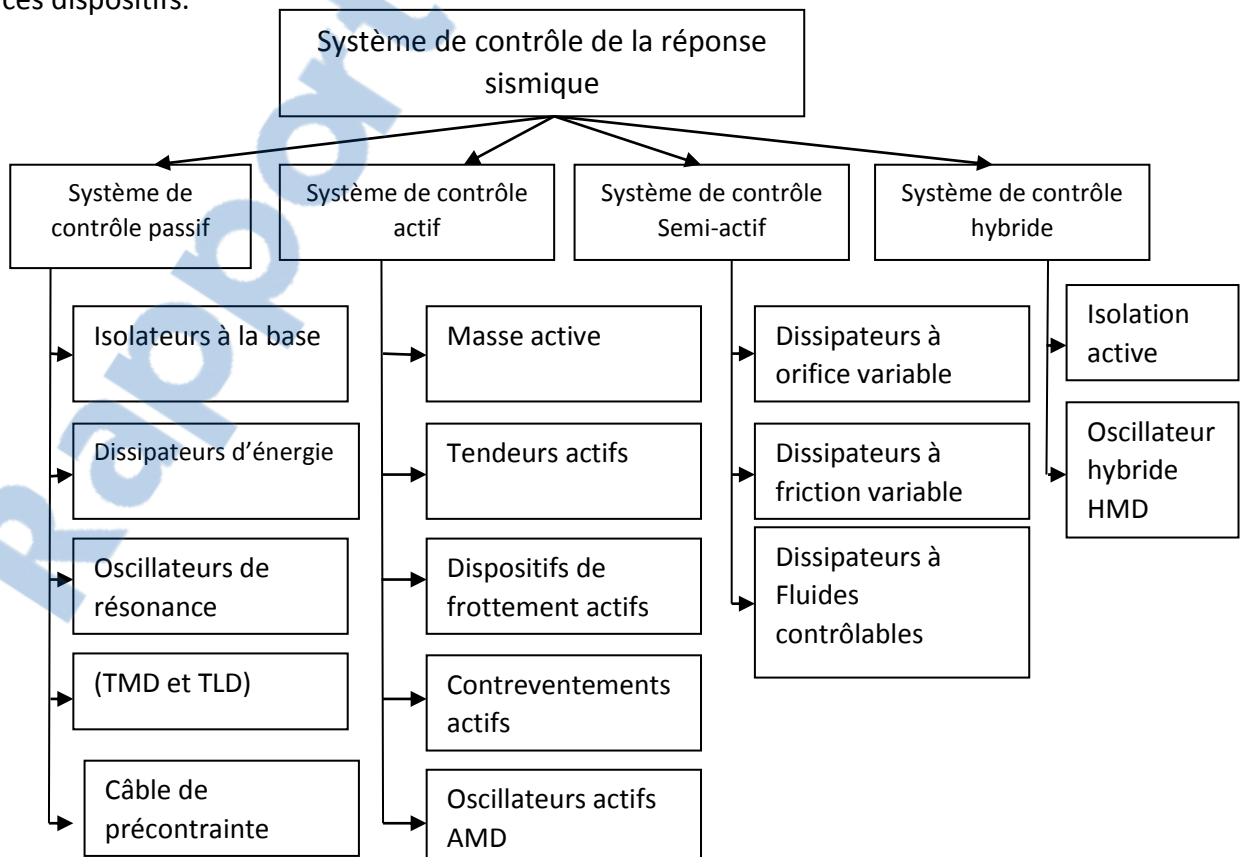 ces dispositifs.
Système de contrôle de la réponse
sismique
Système de
contrôle passif
Système de contrôle
actif
Système de contrôle
Semi-actif
Système de contrôle
hybride
Isolateurs à la base
Dissipateurs d’énergie
Oscillateurs de
résonance
(TMD et TLD)
Câble de
précontrainte
Masse active
Tendeurs actifs
Dispositifs de
frottement actifs
Contreventements
actifs
Oscillateurs actifs
AMD
Dissipateurs à
orifice variable
Dissipateurs à
friction variable
Dissipateurs à
Fluides
contrôlables
Isolation
active
Oscillateur
hybride
HMD
Rapport